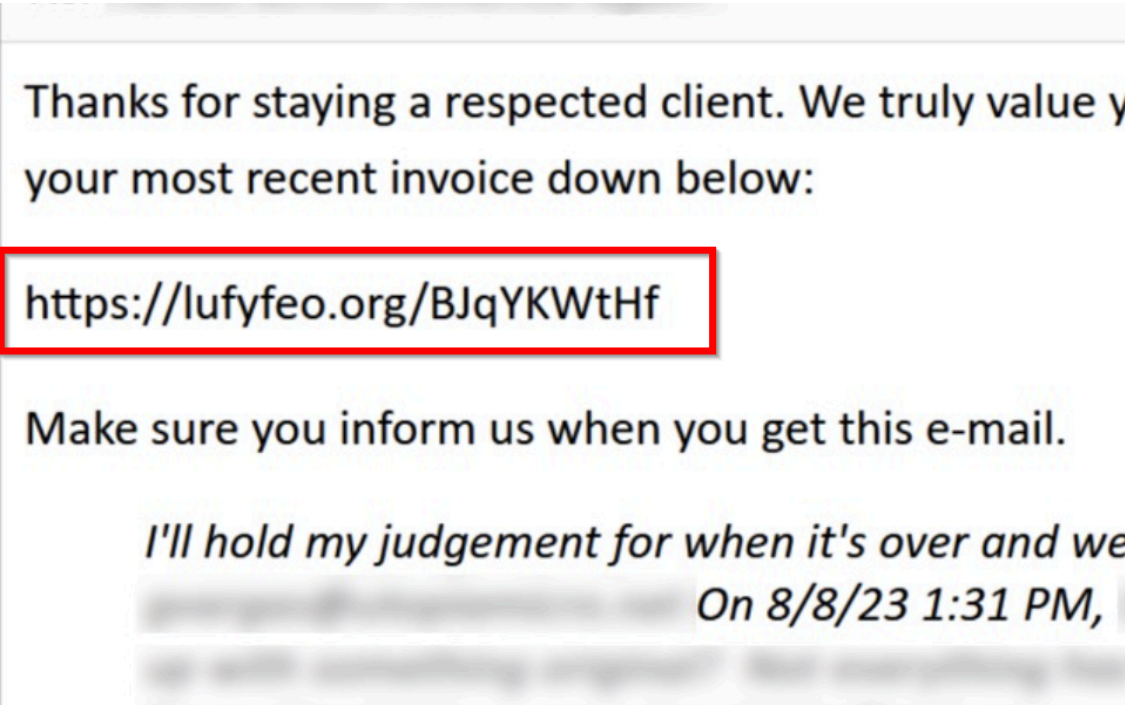 Thanks for staying a respected client. We truly value
your most recent invoice down below:
https://lufyfeo.org/BJqYKWtHf
Make sure you inform us when you get this e-mail.
I'll hold my judgement for when it's over and we
On 8/8/23 1:31 PM,